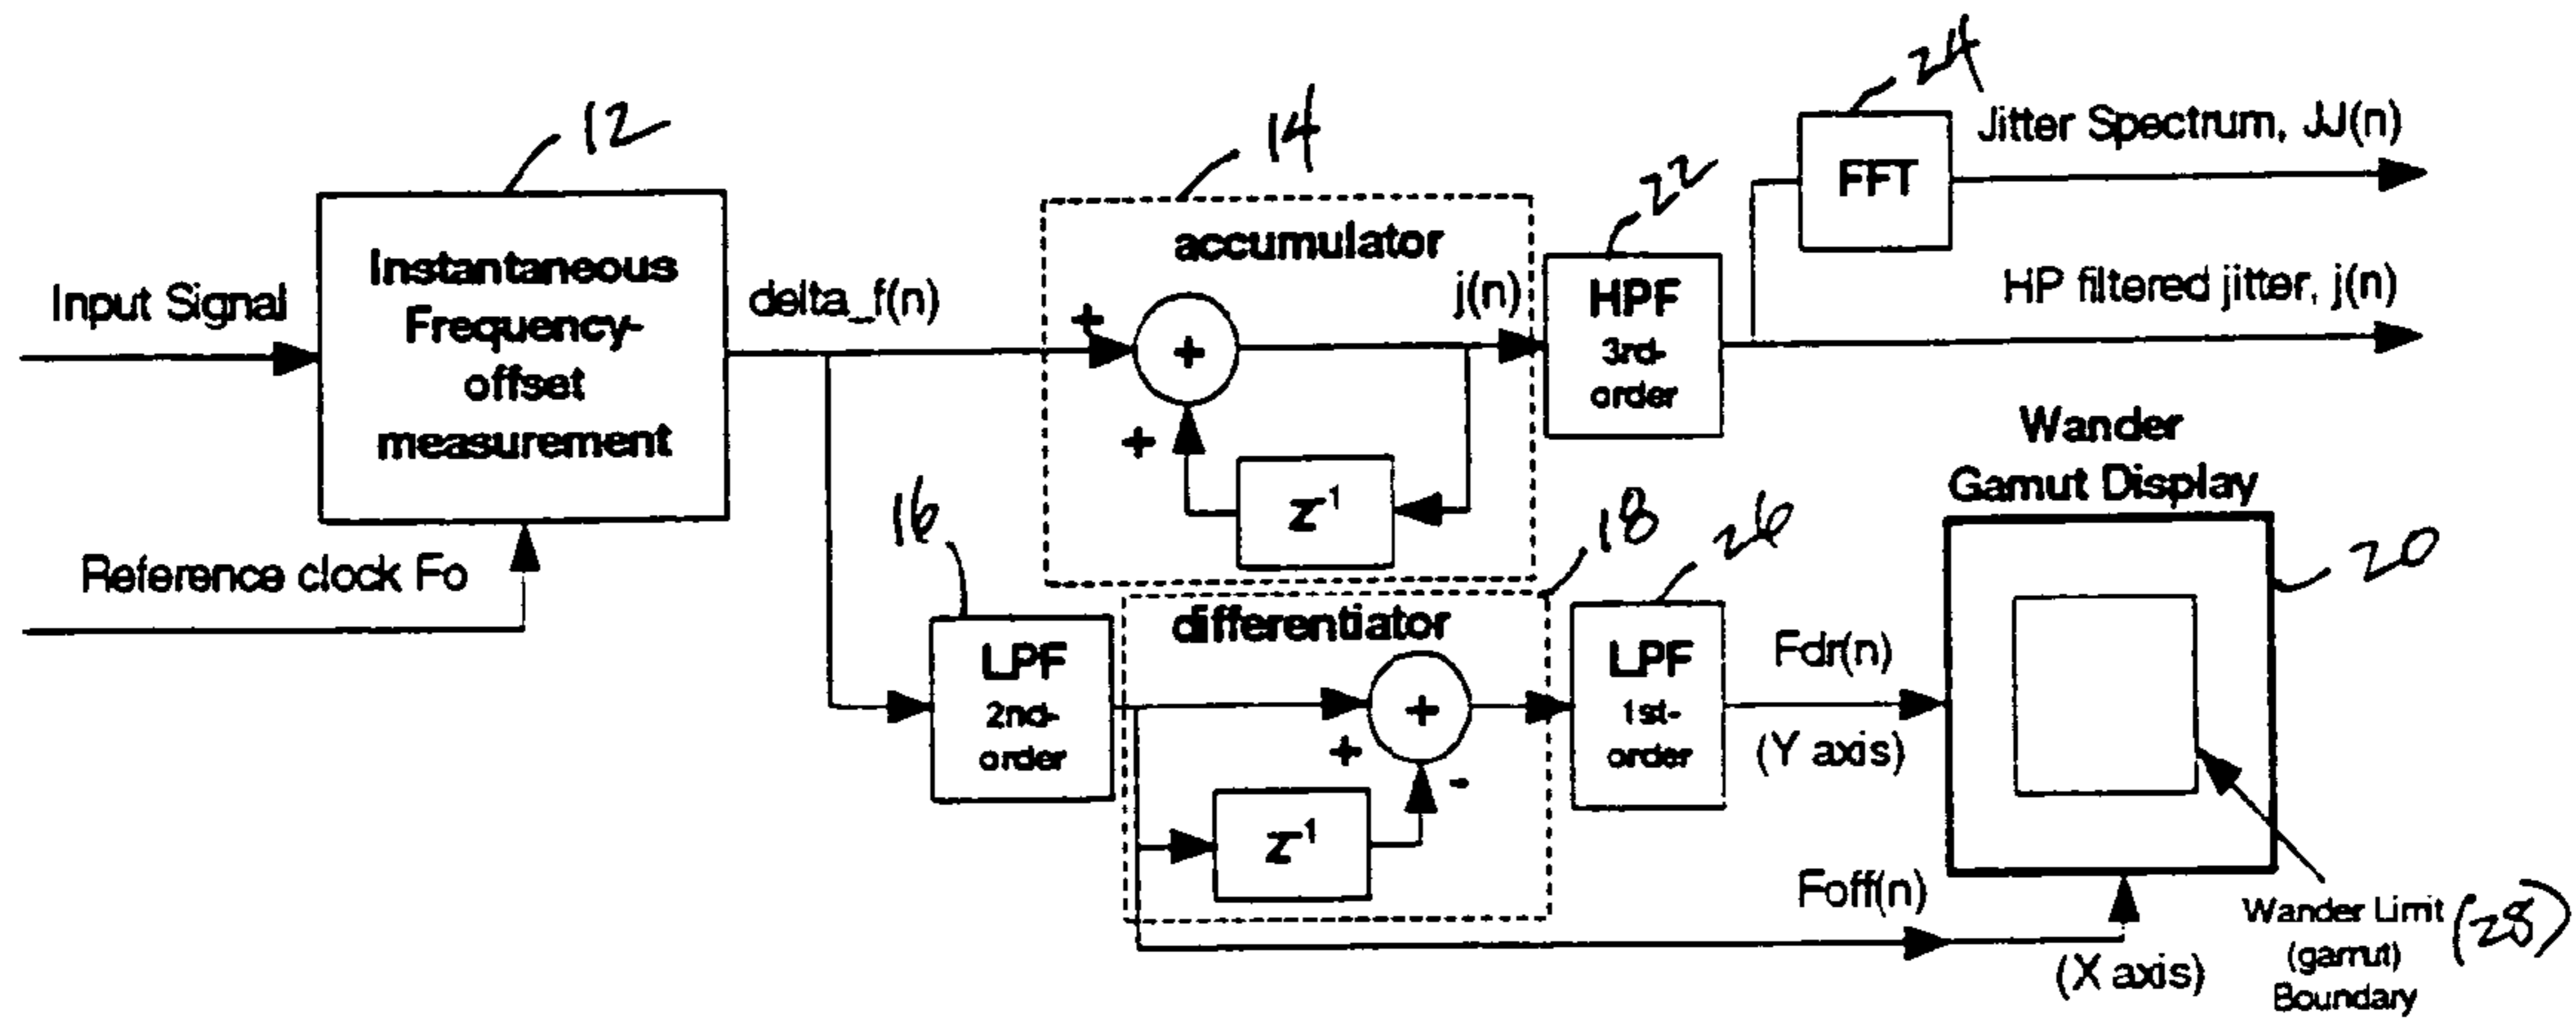 24
Jitter Spectrum, JJ(n)
12
14
22
FFT
accumulator
Instantaneous
Frequency-
offset
measurement
Input Signal
delta_f(n)
j(n)
HPF
3rd-
order
HP filtered jitter, j(n)
+
+
+
z-1
Wander
Gamut Display
Reference clock Fo
16
18
26
20
differentiator
LPF
2nd-
order
+
+
-
z-1
LPF
1st-
order
Fdr(n)
(Y axis)
Foff(n)
(X axis)
Wander Limit (28)
(gamut)
Boundary